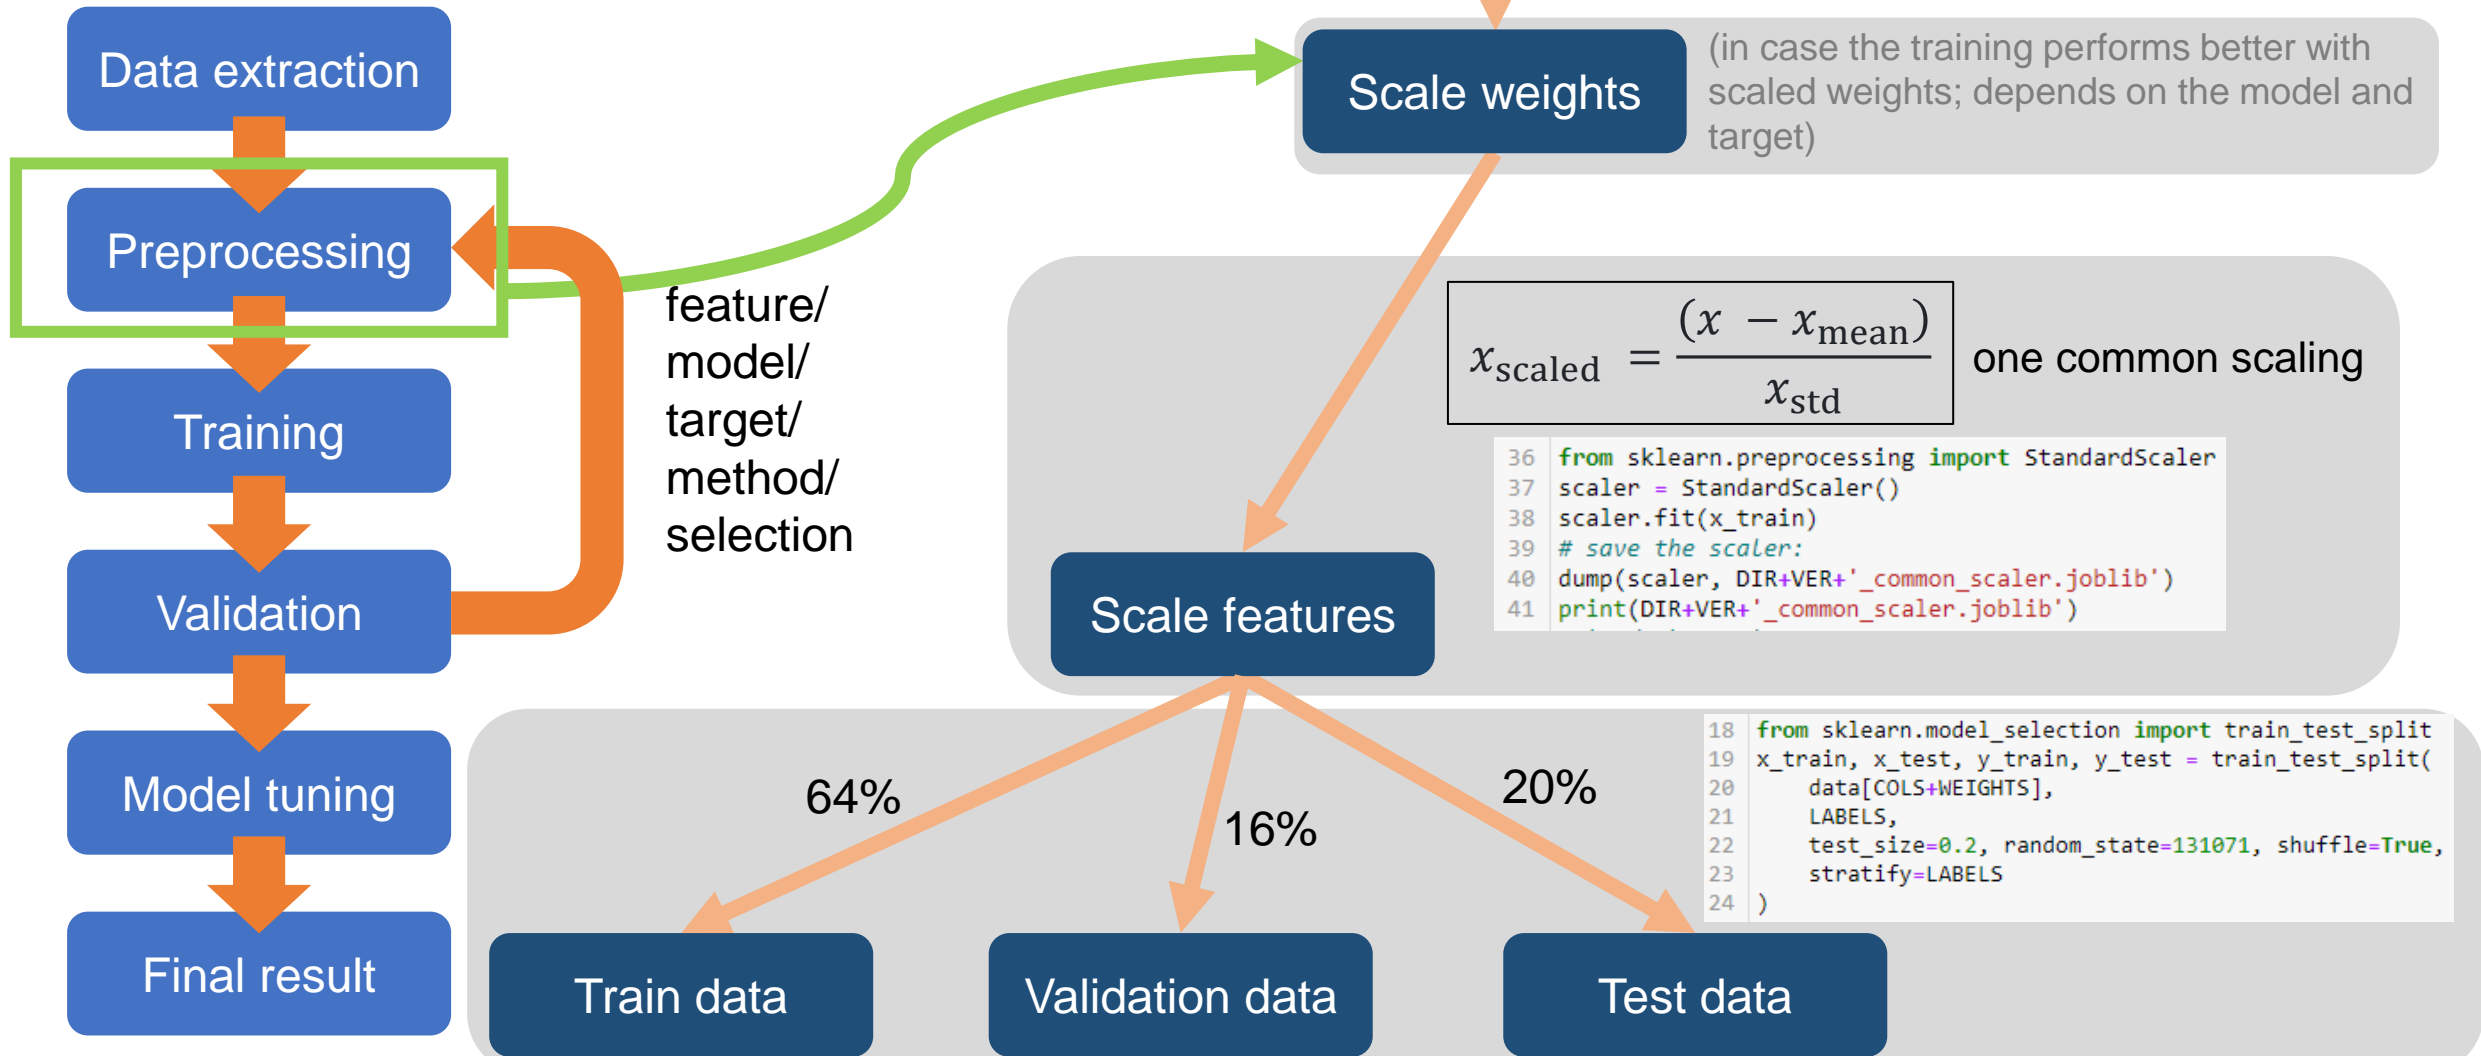 Data extraction
Preprocessing
Training
Validation
Model tuning
Final result
feature/
model/
target/
method/
selection
Scale weights
(in case the training performs better with
scaled weights; depends on the model and
target)
x_scaled = (x − x_mean) / x_std
one common scaling
36 from sklearn.preprocessing import StandardScaler
37 scaler = StandardScaler()
38 scaler.fit(x_train)
39 # save the scaler:
40 dump(scaler, DIR+VER+'_common_scaler.joblib')
41 print(DIR+VER+'_common_scaler.joblib')
Scale features
64%
16%
20%
18 from sklearn.model_selection import train_test_split
19 x_train, x_test, y_train, y_test = train_test_split(
20     data[COLS+WEIGHTS],
21     LABELS,
22     test_size=0.2, random_state=131071, shuffle=True,
23     stratify=LABELS
24 )
Train data
Validation data
Test data